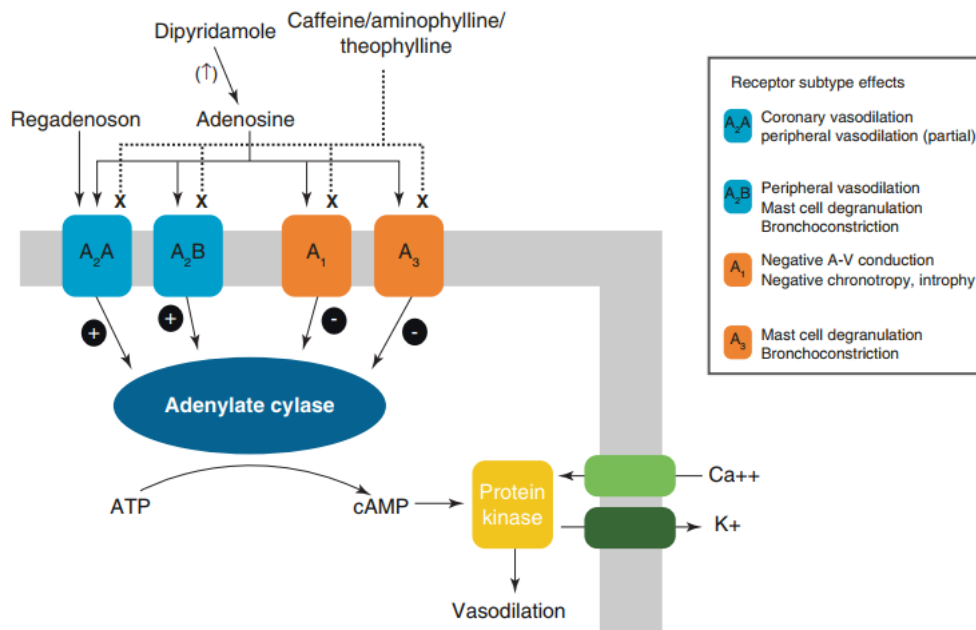 Dipyridamole
Caffeine/aminophylline/
theophylline
(↑)
Regadenoson
Adenosine
X
X
X
X
A2A
A2B
A1
A3
+
+
-
-
Adenylate cylase
ATP
cAMP
Protein
kinase
Ca++
K+
Vasodilation
Receptor subtype effects
A2A
Coronary vasodilation
peripheral vasodilation (partial)
A2B
Peripheral vasodilation
Mast cell degranulation
Bronchoconstriction
A1
Negative A-V conduction
Negative chronotropy, introphy
A3
Mast cell degranulation
Bronchoconstriction